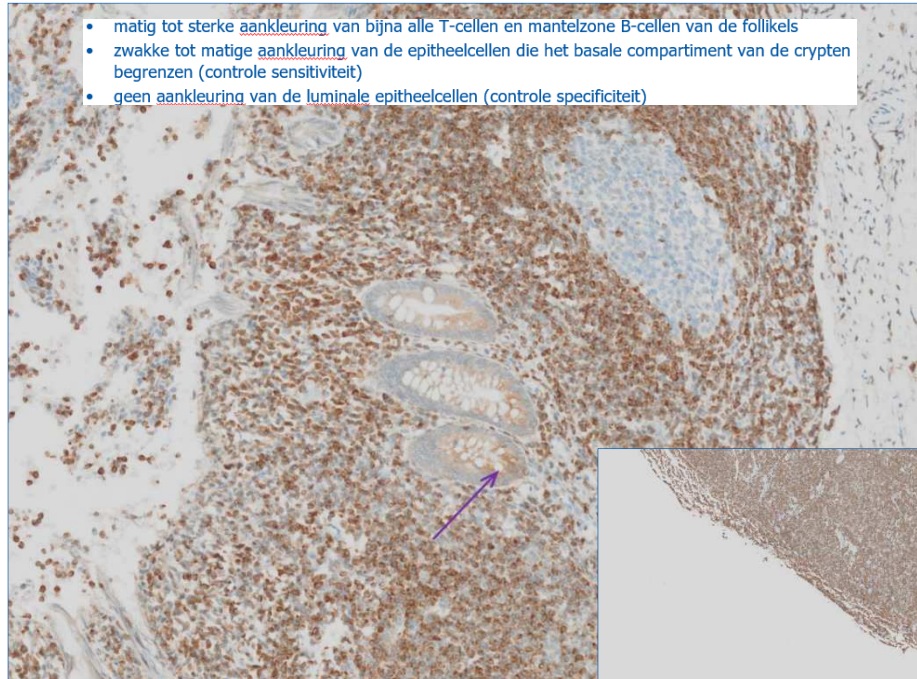 • matig tot sterke aankleuring van bijna alle T-cellen en mantelzone B-cellen van de follikels
• zwakke tot matige aankleuring van de epitheelcellen die het basale compartiment van de crypten
begrenzen (controle sensitiviteit)
• geen aankleuring van de luminale epitheelcellen (controle specificiteit)